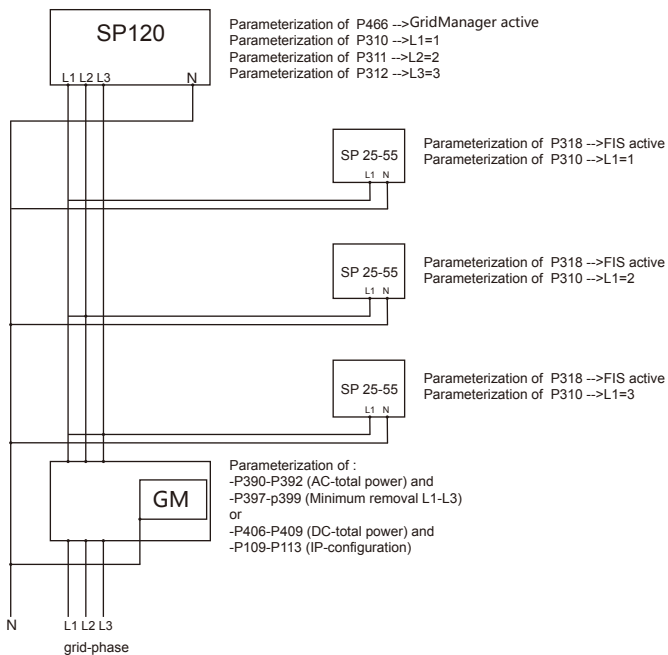 SP120
L1 L2 L3 N
Parameterization of P466 -->GridManager active
Parameterization of P310 -->L1=1
Parameterization of P311 -->L2=2
Parameterization of P312 -->L3=3
SP 25-55
L1 N
Parameterization of P318 -->FIS active
Parameterization of P310 -->L1=1
SP 25-55
L1 N
Parameterization of P318 -->FIS active
Parameterization of P310 -->L1=2
SP 25-55
L1 N
Parameterization of P318 -->FIS active
Parameterization of P310 -->L1=3
GM
Parameterization of :
-P390-P392 (AC-total power) and
-P397-p399 (Minimum removal L1-L3)
or
-P406-P409 (DC-total power) and
-P109-P113 (IP-configuration)
N L1 L2 L3
grid-phase